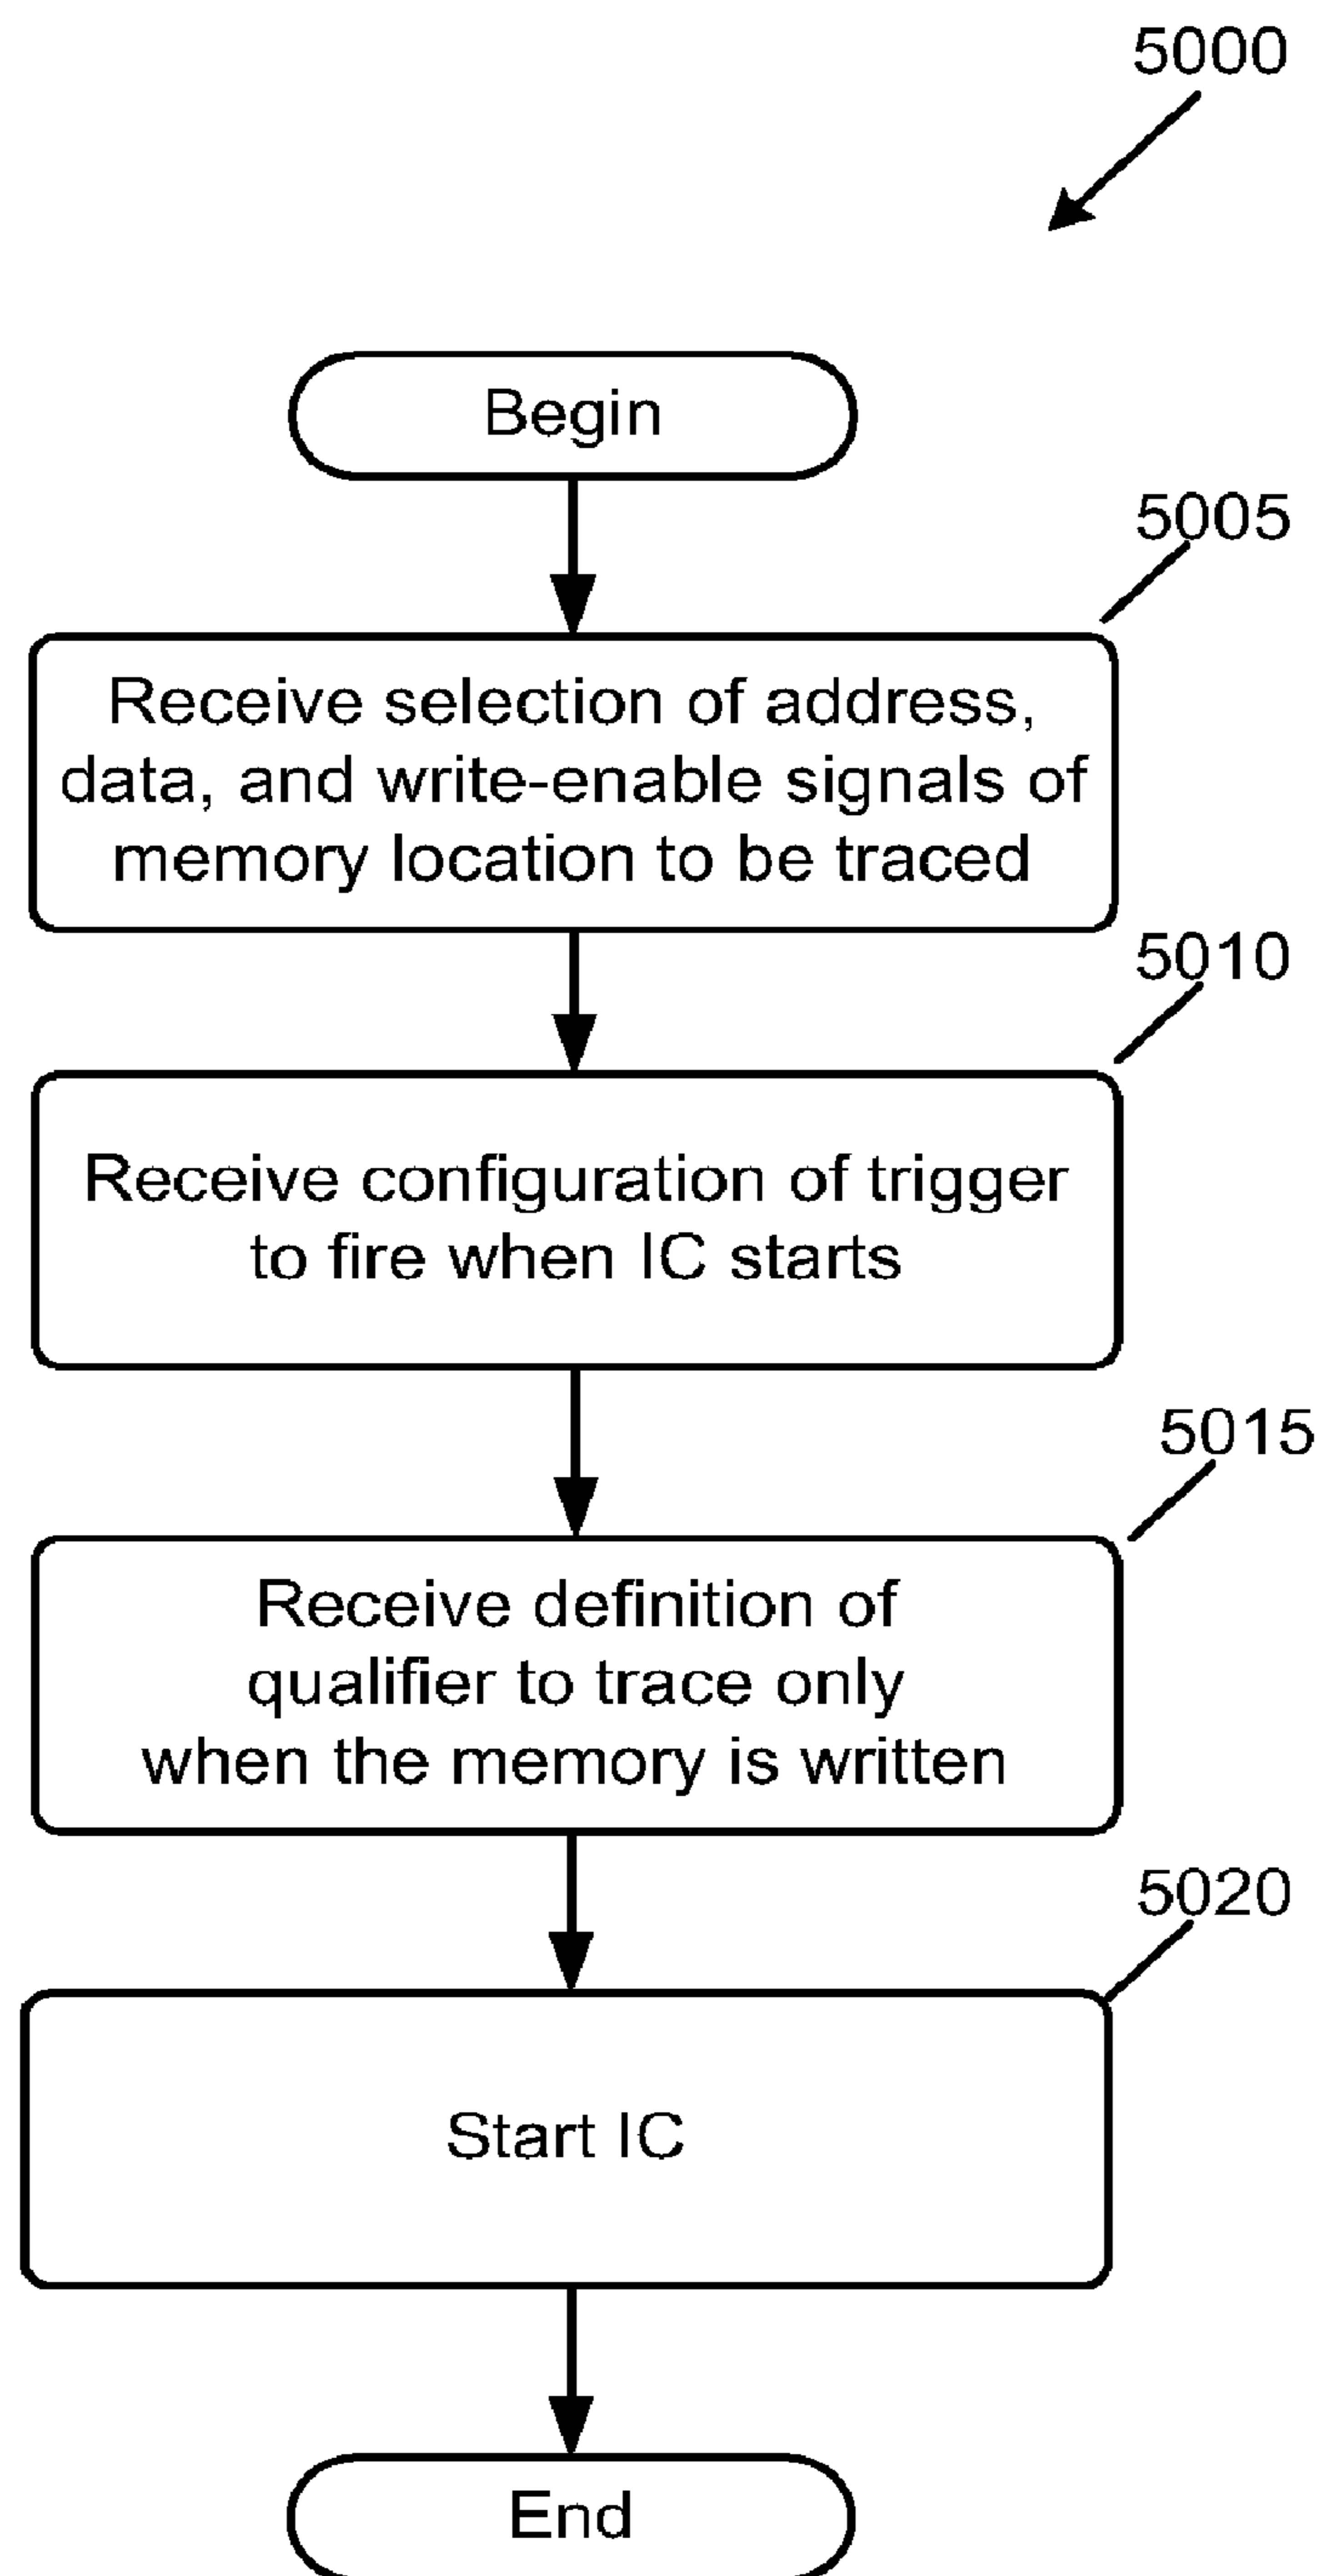 5000
Begin
5005
Receive selection of address,
data, and write-enable signals of
memory location to be traced
5010
Receive configuration of trigger
to fire when IC starts
5015
Receive definition of
qualifier to trace only
when the memory is written
5020
Start IC
End